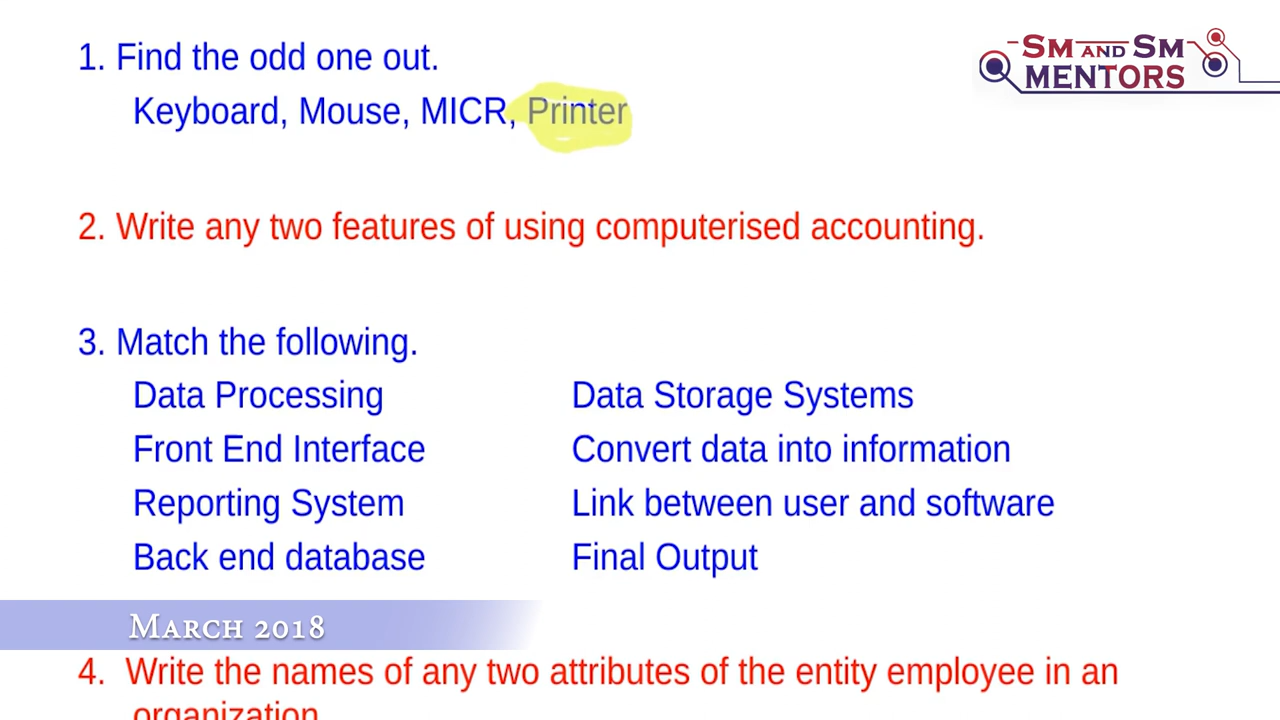 1. Find the odd one out.
Keyboard, Mouse, MICR, Printer
SM AND SM
MENTORS
2. Write any two features of using computerised accounting.
3. Match the following.
Data Processing Data Storage Systems
Front End Interface Convert data into information
Reporting System Link between user and software
Back end database Final Output
MARCH 2018
4. Write the names of any two attributes of the entity employee in an
organization